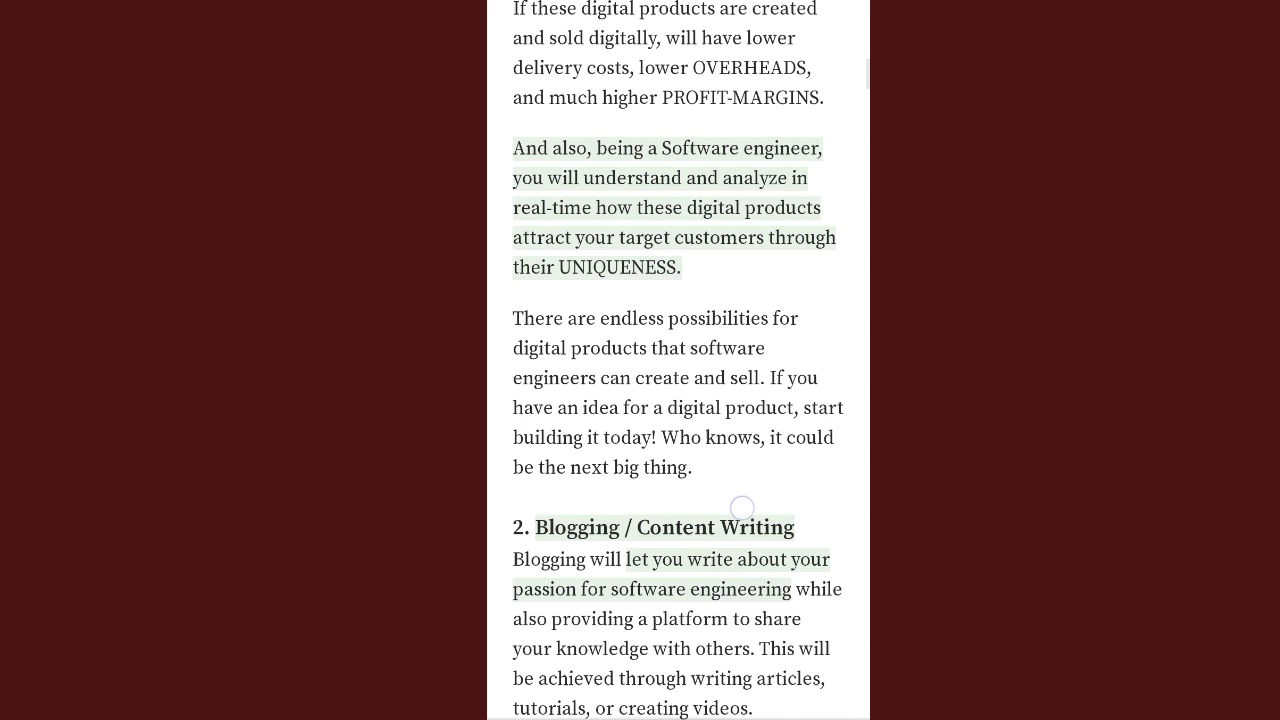 If these digital products are created
and sold digitally, will have lower
delivery costs, lower OVERHEADS,
and much higher PROFIT-MARGINS.
And also, being a Software engineer,
you will understand and analyze in
real-time how these digital products
attract your target customers through
their UNIQUENESS.
There are endless possibilities for
digital products that software
engineers can create and sell. If you
have an idea for a digital product, start
building it today! Who knows, it could
be the next big thing.
2. Blogging / Content Writing
Blogging will let you write about your
passion for software engineering while
also providing a platform to share
your knowledge with others. This will
be achieved through writing articles,
tutorials, or creating videos.